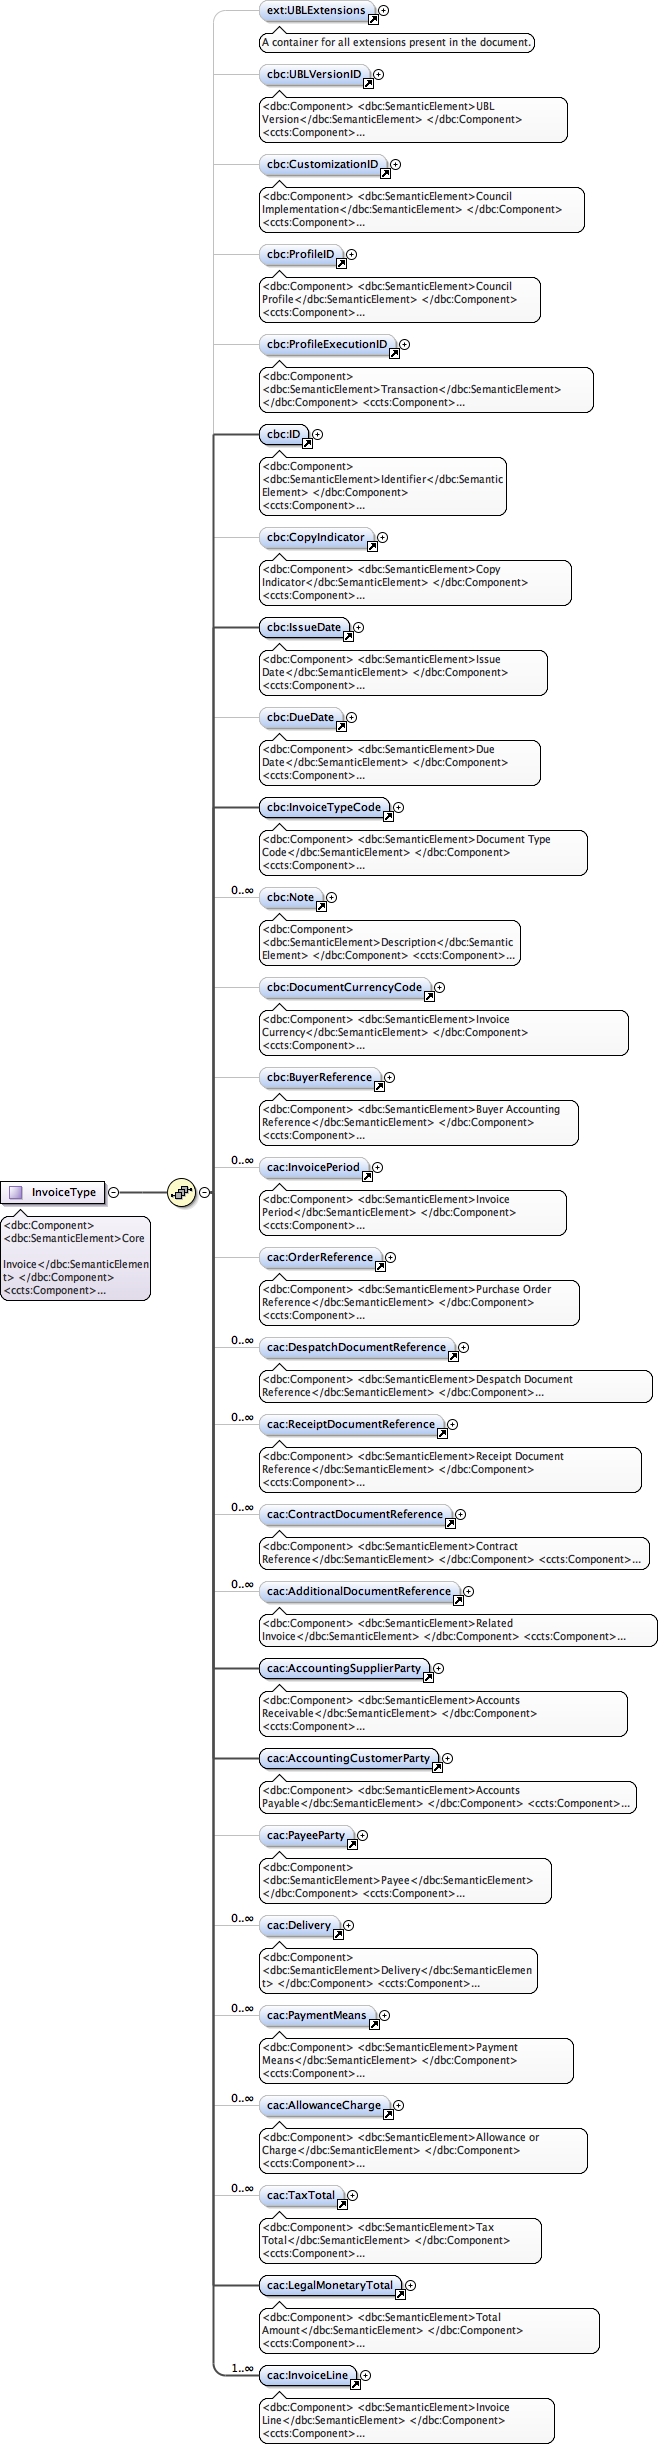 ext:UBLExtensions
A container for all extensions present in the document.
cbc:UBLVersionID
<dbc:Component> <dbc:SemanticElement>UBL
Version</dbc:SemanticElement> </dbc:Component>
<ccts:Component>...
cbc:CustomizationID
<dbc:Component> <dbc:SemanticElement>Council
Implementation</dbc:SemanticElement> </dbc:Component>
<ccts:Component>...
cbc:ProfileID
<dbc:Component> <dbc:SemanticElement>Council
Profile</dbc:SemanticElement> </dbc:Component>
<ccts:Component>...
cbc:ProfileExecutionID
<dbc:Component>
<dbc:SemanticElement>Transaction</dbc:SemanticElement>
</dbc:Component> <ccts:Component>...
cbc:ID
<dbc:Component>
<dbc:SemanticElement>Identifier</dbc:Semantic
Element> </dbc:Component>
<ccts:Component>...
cbc:CopyIndicator
<dbc:Component> <dbc:SemanticElement>Copy
Indicator</dbc:SemanticElement> </dbc:Component>
<ccts:Component>...
cbc:IssueDate
<dbc:Component> <dbc:SemanticElement>Issue
Date</dbc:SemanticElement> </dbc:Component>
<ccts:Component>...
cbc:DueDate
<dbc:Component> <dbc:SemanticElement>Due
Date</dbc:SemanticElement> </dbc:Component>
<ccts:Component>...
cbc:InvoiceTypeCode
<dbc:Component> <dbc:SemanticElement>Document Type
Code</dbc:SemanticElement> </dbc:Component>
<ccts:Component>...
0..∞ cbc:Note
<dbc:Component>
<dbc:SemanticElement>Description</dbc:Semantic
Element> </dbc:Component> <ccts:Component>...
cbc:DocumentCurrencyCode
<dbc:Component> <dbc:SemanticElement>Invoice
Currency</dbc:SemanticElement> </dbc:Component>
<ccts:Component>...
cbc:BuyerReference
<dbc:Component> <dbc:SemanticElement>Buyer Accounting
Reference</dbc:SemanticElement> </dbc:Component>
<ccts:Component>...
0..∞ cac:InvoicePeriod
<dbc:Component> <dbc:SemanticElement>Invoice
Period</dbc:SemanticElement> </dbc:Component>
<ccts:Component>...
InvoiceType
<dbc:Component>
<dbc:SemanticElement>Core
Invoice</dbc:SemanticElemen
t> </dbc:Component>
<ccts:Component>...
cac:OrderReference
<dbc:Component> <dbc:SemanticElement>Purchase Order
Reference</dbc:SemanticElement> </dbc:Component>
<ccts:Component>...
0..∞ cac:DespatchDocumentReference
<dbc:Component> <dbc:SemanticElement>Despatch Document
Reference</dbc:SemanticElement> </dbc:Component>...
0..∞ cac:ReceiptDocumentReference
<dbc:Component> <dbc:SemanticElement>Receipt Document
Reference</dbc:SemanticElement> </dbc:Component>
<ccts:Component>...
0..∞ cac:ContractDocumentReference
<dbc:Component> <dbc:SemanticElement>Contract
Reference</dbc:SemanticElement> </dbc:Component> <ccts:Component>...
0..∞ cac:AdditionalDocumentReference
<dbc:Component> <dbc:SemanticElement>Related
Invoice</dbc:SemanticElement> </dbc:Component> <ccts:Component>...
cac:AccountingSupplierParty
<dbc:Component> <dbc:SemanticElement>Accounts
Receivable</dbc:SemanticElement> </dbc:Component>
<ccts:Component>...
cac:AccountingCustomerParty
<dbc:Component> <dbc:SemanticElement>Accounts
Payable</dbc:SemanticElement> </dbc:Component> <ccts:Component>...
cac:PayeeParty
<dbc:Component>
<dbc:SemanticElement>Payee</dbc:SemanticElement>
</dbc:Component> <ccts:Component>...
0..∞ cac:Delivery
<dbc:Component>
<dbc:SemanticElement>Delivery</dbc:SemanticElemen
t> </dbc:Component> <ccts:Component>...
0..∞ cac:PaymentMeans
<dbc:Component> <dbc:SemanticElement>Payment
Means</dbc:SemanticElement> </dbc:Component>
<ccts:Component>...
0..∞ cac:AllowanceCharge
<dbc:Component> <dbc:SemanticElement>Allowance or
Charge</dbc:SemanticElement> </dbc:Component>
<ccts:Component>...
0..∞ cac:TaxTotal
<dbc:Component> <dbc:SemanticElement>Tax
Total</dbc:SemanticElement> </dbc:Component>
<ccts:Component>...
cac:LegalMonetaryTotal
<dbc:Component> <dbc:SemanticElement>Total
Amount</dbc:SemanticElement> </dbc:Component>
<ccts:Component>...
1..∞ cac:InvoiceLine
<dbc:Component> <dbc:SemanticElement>Invoice
Line</dbc:SemanticElement> </dbc:Component>
<ccts:Component>...